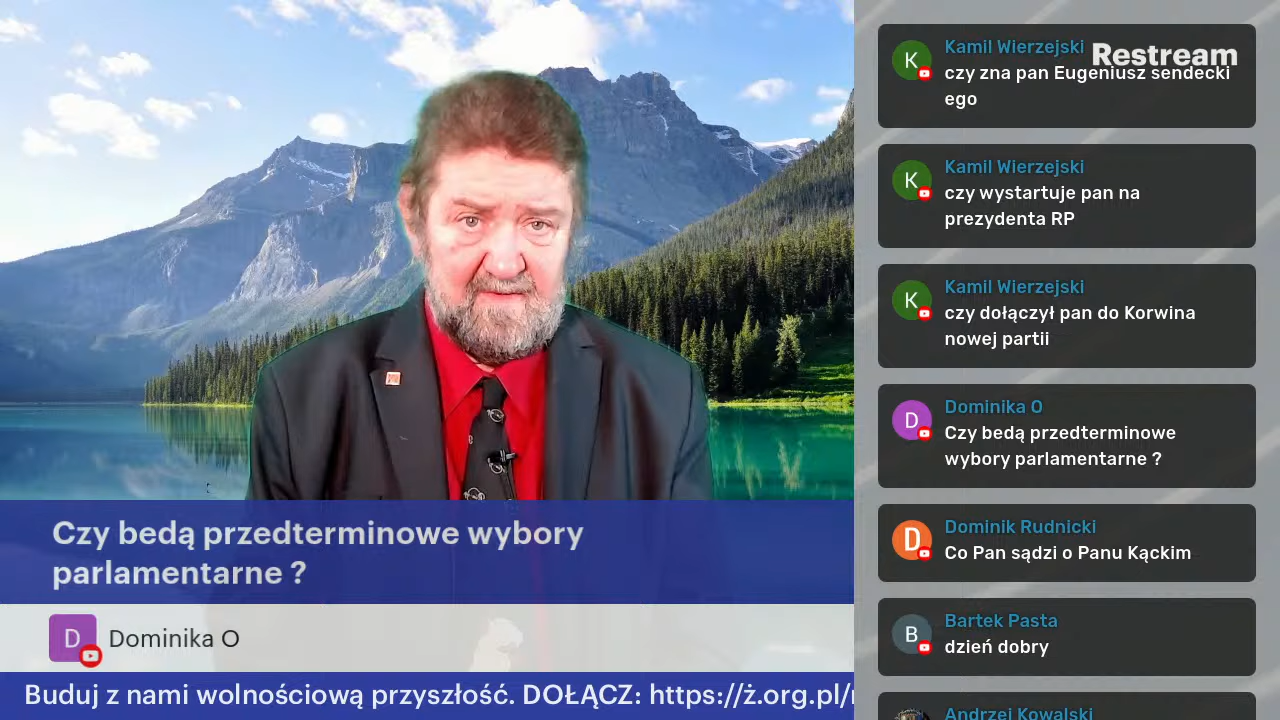 Czy bedą przedterminowe wybory
parlamentarne ?
D
Dominika O
Buduj z nami wolnościową przyszłość. DOŁĄCZ: https://ż.org.pl/
Restream
K
Kamil Wierzejski
czy zna pan Eugeniusz sendecki
ego
K
Kamil Wierzejski
czy wystartuje pan na
prezydenta RP
K
Kamil Wierzejski
czy dołączył pan do Korwina
nowej partii
D
Dominika O
Czy bedą przedterminowe
wybory parlamentarne ?
D
Dominik Rudnicki
Co Pan sądzi o Panu Kąckim
B
Bartek Pasta
dzień dobry
Andrzej Kowalski